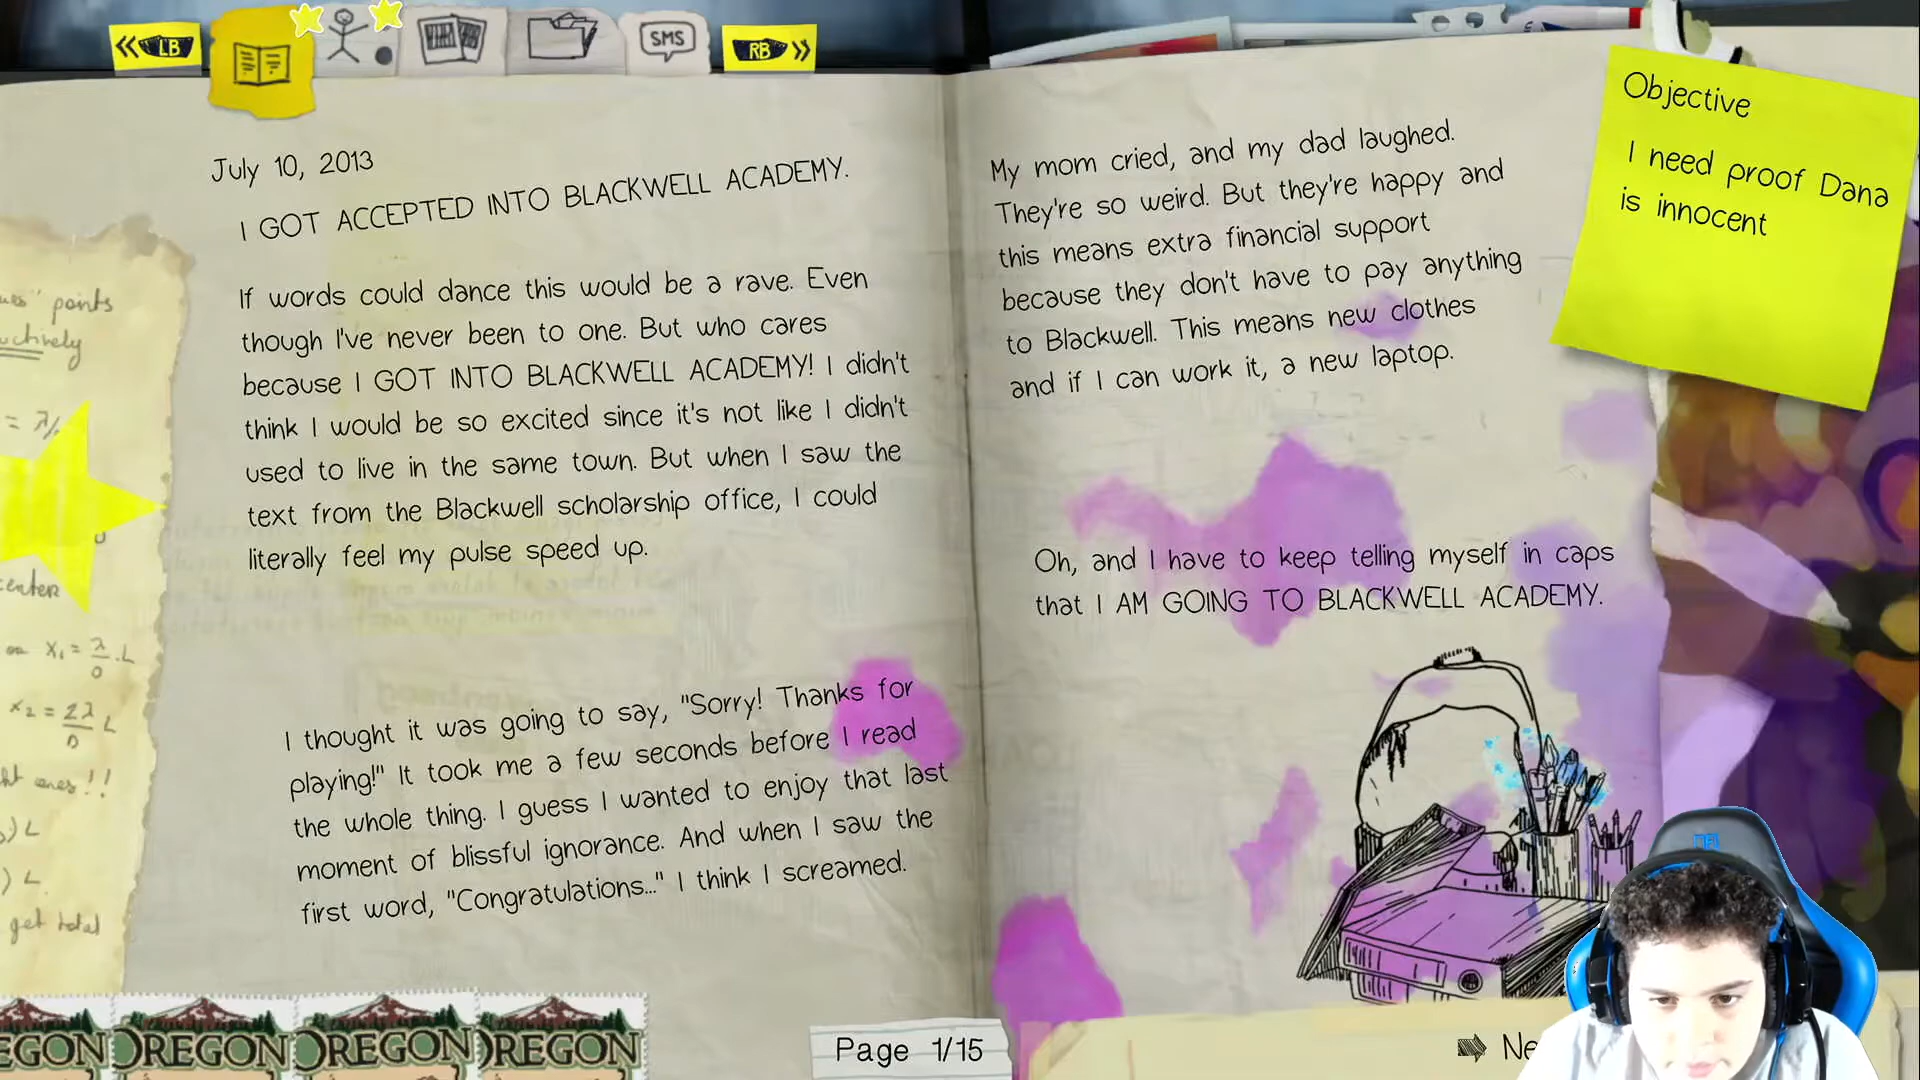 LB
SMS
RB
July 10, 2013
I GOT ACCEPTED INTO BLACKWELL ACADEMY.
If words could dance this would be a rave. Even
though I've never been to one. But who cares
because I GOT INTO BLACKWELL ACADEMY! I didn't
think I would be so excited since it's not like I didn't
used to live in the same town. But when I saw the
text from the Blackwell scholarship office, I could
literally feel my pulse speed up.
I thought it was going to say, "Sorry! Thanks for
playing!" It took me a few seconds before I read
the whole thing. I guess I wanted to enjoy that last
moment of blissful ignorance. And when I saw the
first word, "Congratulations..." I think I screamed.
My mom cried, and my dad laughed.
They're so weird. But they're happy and
this means extra financial support
because they don't have to pay anything
to Blackwell. This means new clothes
and if I can work it, a new laptop.
Oh, and I have to keep telling myself in caps
that I AM GOING TO BLACKWELL ACADEMY.
Objective
I need proof Dana
is innocent
points
= λ/
center
x₁ = λ/D . L
x₂ = 2λ/D L
!!
) L
) L
get total
EGON OREGON OREGON OREGON
Page 1/15
Ne